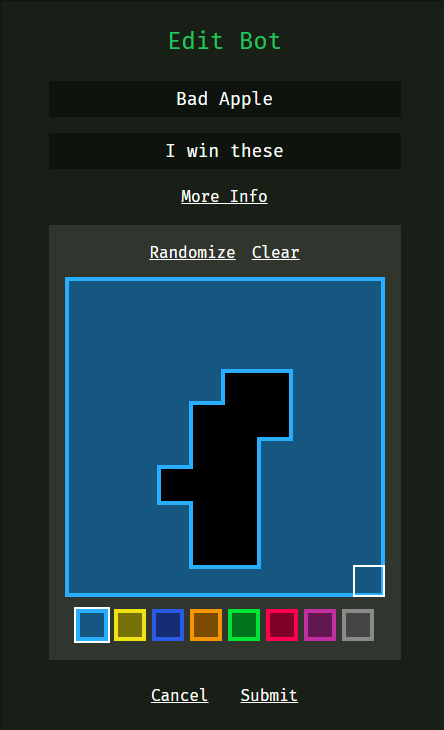 Edit Bot
Bad Apple
I win these
More Info
Randomize Clear
Cancel Submit